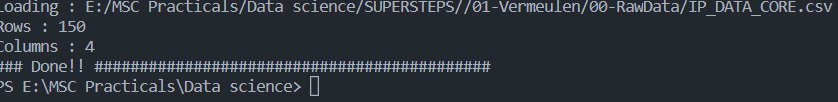 Loading : E:/MSC Practicals/Data science/SUPERSTEPS//01-Vermeulen/00-RawData/IP_DATA_CORE.csv
Rows : 150
Columns : 4
### Done!! ############################################
PS E:\MSC Practicals\Data science>